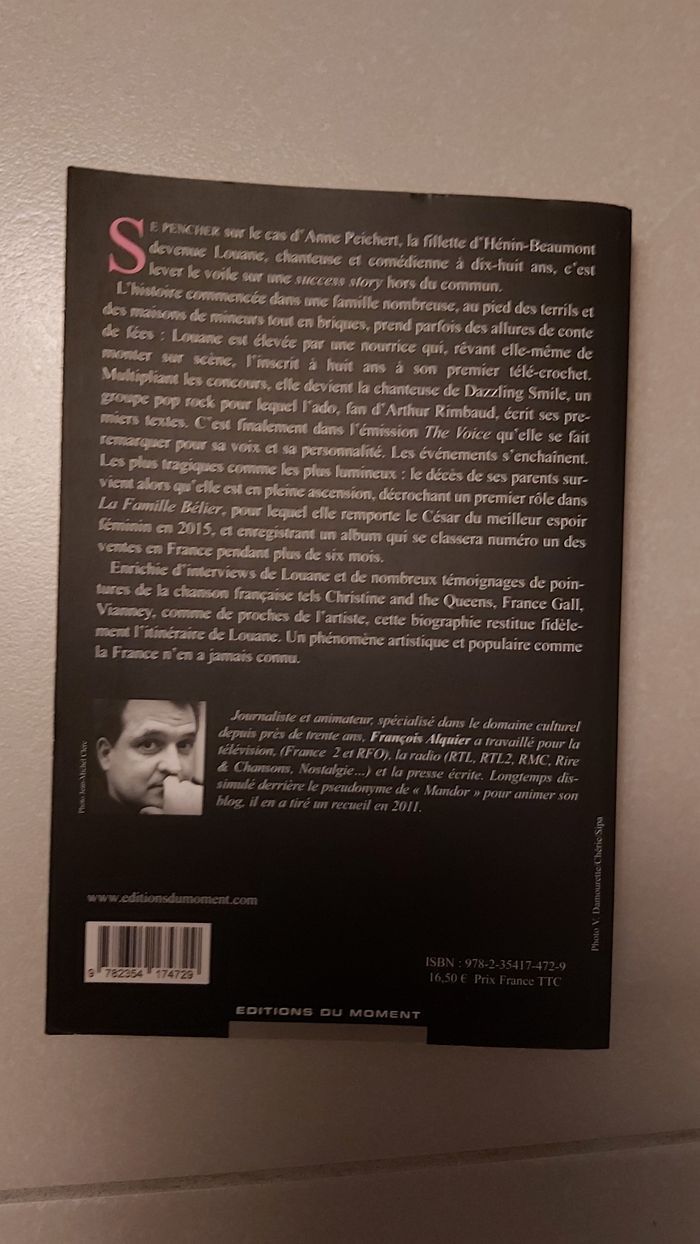 SE PENCHER sur le cas d'Anne Peichert, la fillette d'Hénin-Beaumont
devenue Louane, chanteuse et comédienne à dix-huit ans, c'est
lever le voile sur une success story hors du commun.
L'histoire commencée dans une famille nombreuse, au pied des terrils et
des maisons de mineurs tout en briques, prend parfois des allures de conte
de fées : Louane est élevée par une nourrice qui, rêvant elle-même de
monter sur scène, l'inscrit à huit ans à son premier télé-crochet.
Multipliant les concours, elle devient la chanteuse de Dazzling Smile, un
groupe pop rock pour lequel l'ado, fan d'Arthur Rimbaud, écrit ses pre-
miers textes. C'est finalement dans l'émission The Voice qu'elle se fait
remarquer pour sa voix et sa personnalité. Les événements s'enchaînent.
Les plus tragiques comme les plus lumineux : le décès de ses parents sur-
vient alors qu'elle est en pleine ascension, décrochant un premier rôle dans
La Famille Bélier, pour lequel elle remporte le César du meilleur espoir
féminin en 2015, et enregistrant un album qui se classera numéro un des
ventes en France pendant plus de six mois.
Enrichie d'interviews de Louane et de nombreux témoignages de poin-
tures de la chanson française tels Christine and the Queens, France Gall,
Vianney, comme de proches de l'artiste, cette biographie restitue fidèle-
ment l'itinéraire de Louane. Un phénomène artistique et populaire comme
la France n'en a jamais connu.
Photo Jean-Michel Clerc
Journaliste et animateur, spécialisé dans le domaine culturel
depuis près de trente ans, François Alquier a travaillé pour la
télévision, (France 2 et RFO), la radio (RTL, RTL2, RMC, Rire
& Chansons, Nostalgie...) et la presse écrite. Longtemps dis-
simulé derrière le pseudonyme de « Mandor » pour animer son
blog, il en a tiré un recueil en 2011.
Photo V. Damourette/Chérie/Sipa
www.editionsdumoment.com
9 782354 174729
ISBN : 978-2-35417-472-9
16,50 € Prix France TTC
EDITIONS DU MOMENT